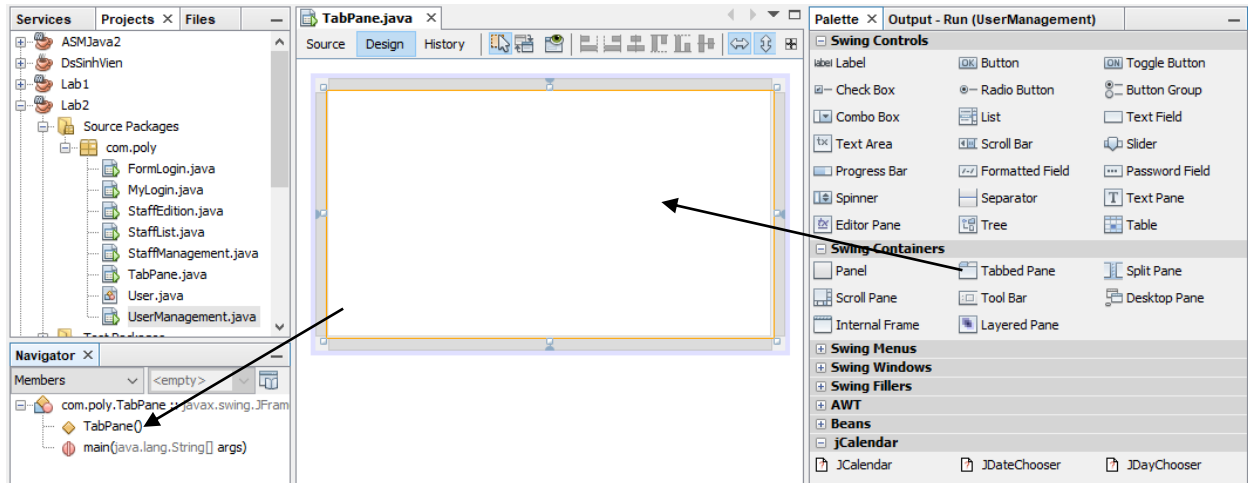 Services Projects × Files
ASMJava2
DsSinhVien
Lab1
Lab2
Source Packages
com.poly
FormLogin.java
MyLogin.java
StaffEdition.java
StaffList.java
StaffManagement.java
TabPane.java
User.java
UserManagement.java
Test Packages
Navigator ×
Members <empty>
com.poly.TabPane :: javax.swing.JFram
TabPane()
main(java.lang.String[] args)
TabPane.java ×
Source Design History
Palette × Output - Run (UserManagement)
Swing Controls
label Label OK Button ON Toggle Button
Check Box Radio Button Button Group
Combo Box List Text Field
tx Text Area Scroll Bar Slider
Progress Bar Formatted Field Password Field
Spinner Separator T Text Pane
Editor Pane Tree Table
Swing Containers
Panel Tabbed Pane Split Pane
Scroll Pane Tool Bar Desktop Pane
Internal Frame Layered Pane
Swing Menus
Swing Windows
Swing Fillers
AWT
Beans
jCalendar
JCalendar JDateChooser JDayChooser